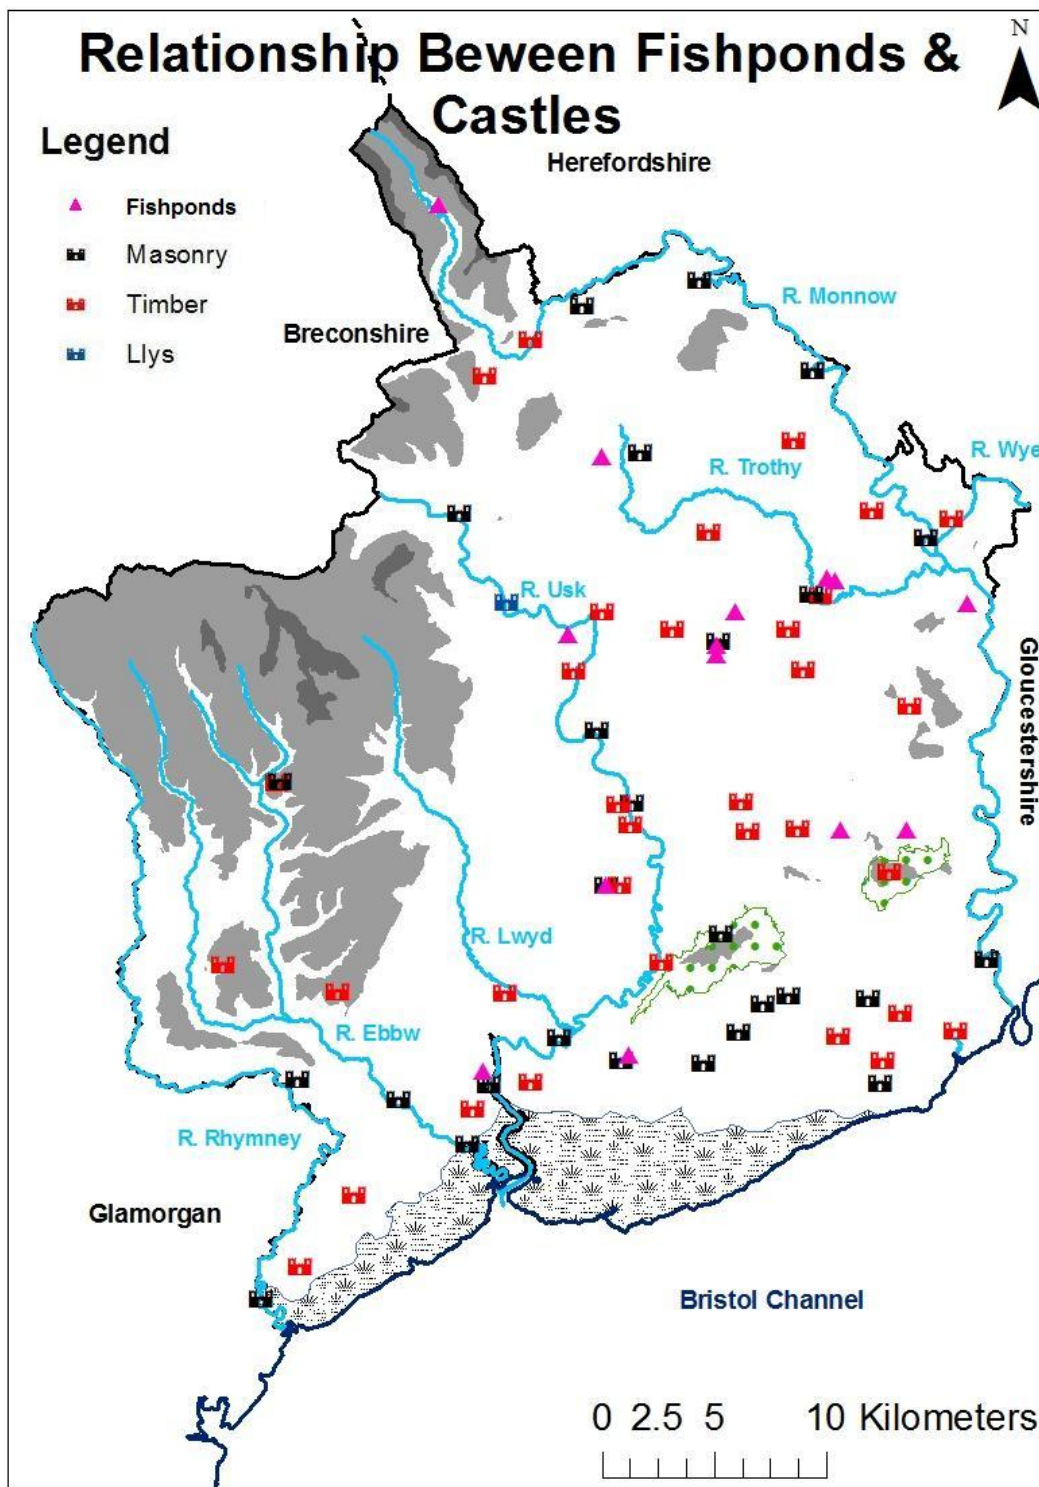 Relationship Beween Fishponds &
Castles
N
Legend
Fishponds
Masonry
Timber
Llys
Herefordshire
Breconshire
R. Monnow
R. Wye
R. Trothy
R. Usk
Gloucestershire
R. Lwyd
R. Ebbw
R. Rhymney
Glamorgan
Bristol Channel
0 2.5 5 10 Kilometers